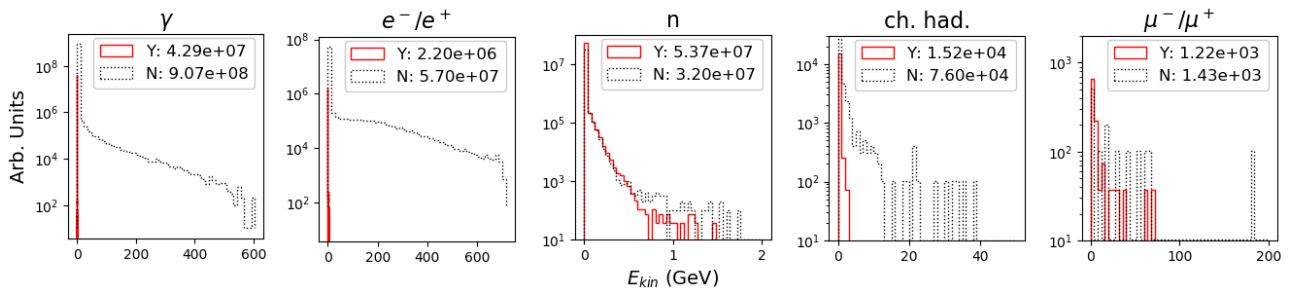 γ
Y: 4.29e+07
N: 9.07e+08
10⁸
10⁶
10⁴
10²
0 200 400 600
Arb. Units
e⁻/e⁺
Y: 2.20e+06
N: 5.70e+07
10⁸
10⁶
10⁴
10²
0 200 400 600
n
Y: 5.37e+07
N: 3.20e+07
10⁷
10⁵
10³
10¹
0 1 2
E_kin (GeV)
ch. had.
Y: 1.52e+04
N: 7.60e+04
10⁴
10³
10²
10¹
0 20 40
μ⁻/μ⁺
Y: 1.22e+03
N: 1.43e+03
10³
10²
10¹
0 100 200